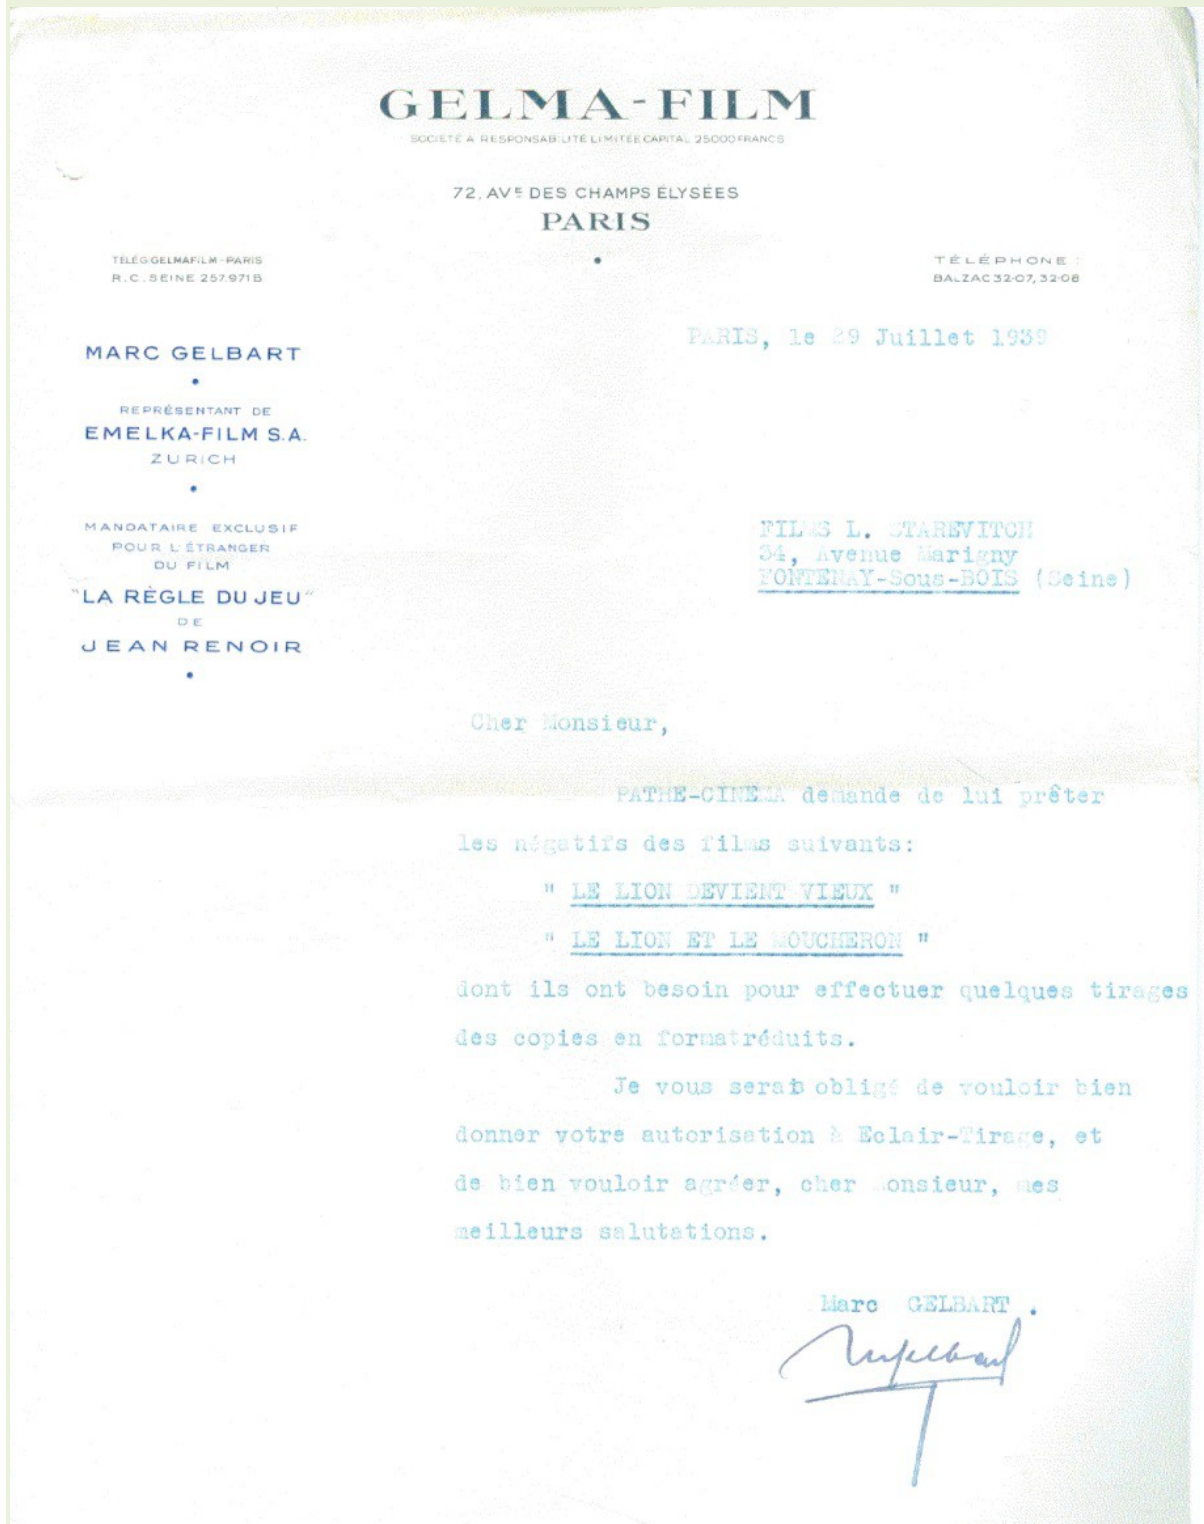 GELMA-FILM
SOCIÉTÉ A RESPONSABILITÉ LIMITÉE CAPITAL 25000 FRANCS
72, AVE DES CHAMPS ÉLYSÉES
PARIS
TÉLÉG. GELMAFILM - PARIS
R.C. SEINE 257.971 B
TÉLÉPHONE :
BALZAC 32-07, 32-08
PARIS, le 29 Juillet 1939
MARC GELBART
REPRÉSENTANT DE
EMELKA-FILM S.A.
ZURICH
MANDATAIRE EXCLUSIF
POUR L'ÉTRANGER
DU FILM
"LA RÈGLE DU JEU"
DE
JEAN RENOIR
FILMS L. STAREVITCH
34, Avenue Marigny
FONTENAY-Sous-BOIS (Seine)
Cher Monsieur,
PATHE-CINEMA demande de lui prêter
les négatifs des films suivants:
" LE LION DEVIENT VIEUX "
" LE LION ET LE MOUCHERON "
dont ils ont besoin pour effectuer quelques tirages
des copies en formatréduits.
Je vous serais obligé de vouloir bien
donner votre autorisation à Eclair-Tirage, et
de bien vouloir agréer, cher monsieur, mes
meilleurs salutations.
Marc GELBART .